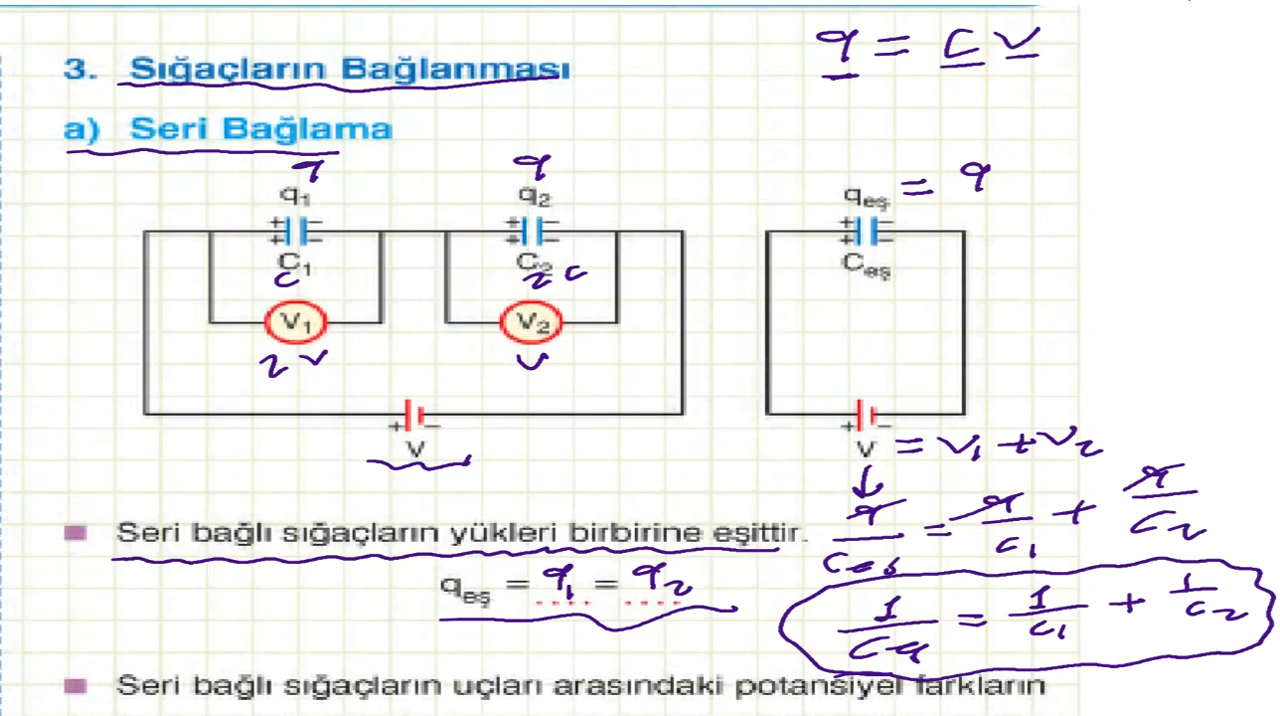 q = C V
3. Sığaçların Bağlanması
a) Seri Bağlama
q q
q₁ q₂ qeş = q
+ - + - + -
+ - + - + -
C₁ C₂ Ceş
C 2C
V₁ V₂
2V V
+ - + -
V V = V₁ + V₂
q/Ceş = q/C₁ + q/C₂
Seri bağlı sığaçların yükleri birbirine eşittir.
qeş = q₁ = q₂
1/Ceş = 1/C₁ + 1/C₂
Seri bağlı sığaçların uçları arasındaki potansiyel farkların